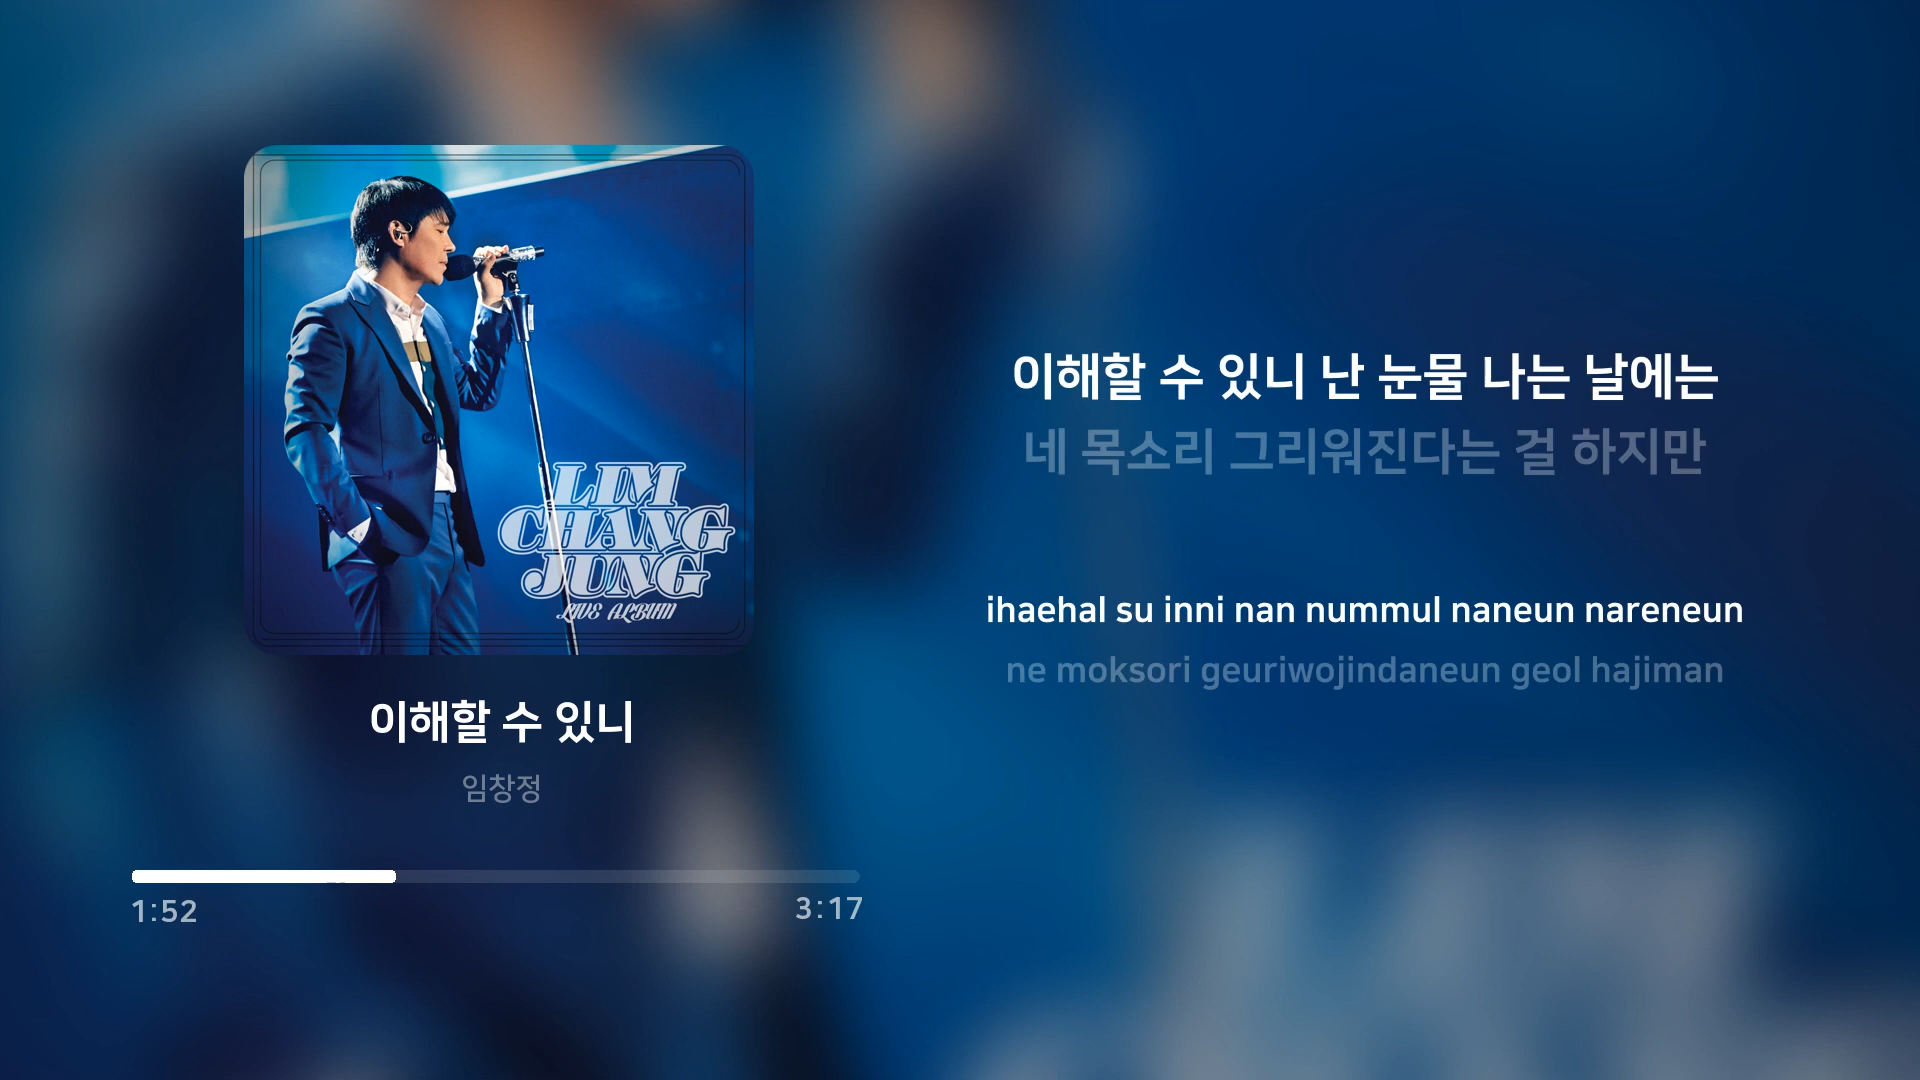 LIM
CHANG
JUNG
LIVE ALBUM
이해할 수 있니
임창정
1:52
3:17
이해할 수 있니 난 눈물 나는 날에는
네 목소리 그리워진다는 걸 하지만
ihaehal su inni nan nummul naneun nareneun
ne moksori geuriwojindaneun geol hajiman